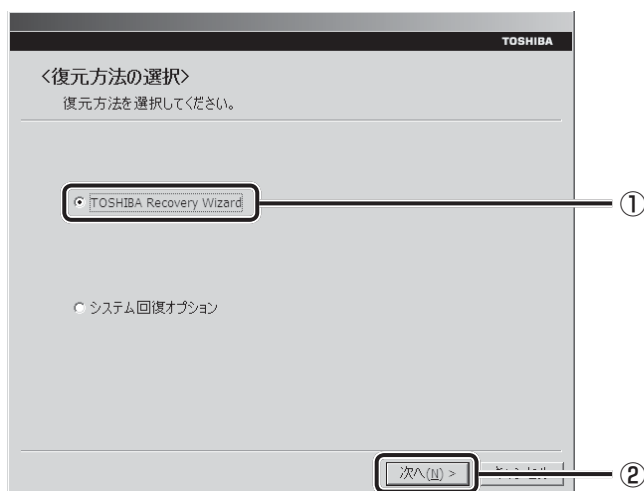 TOSHIBA
<復元方法の選択>
復元方法を選択してください。
TOSHIBA Recovery Wizard
①
システム回復オプション
次へ(N) >
②